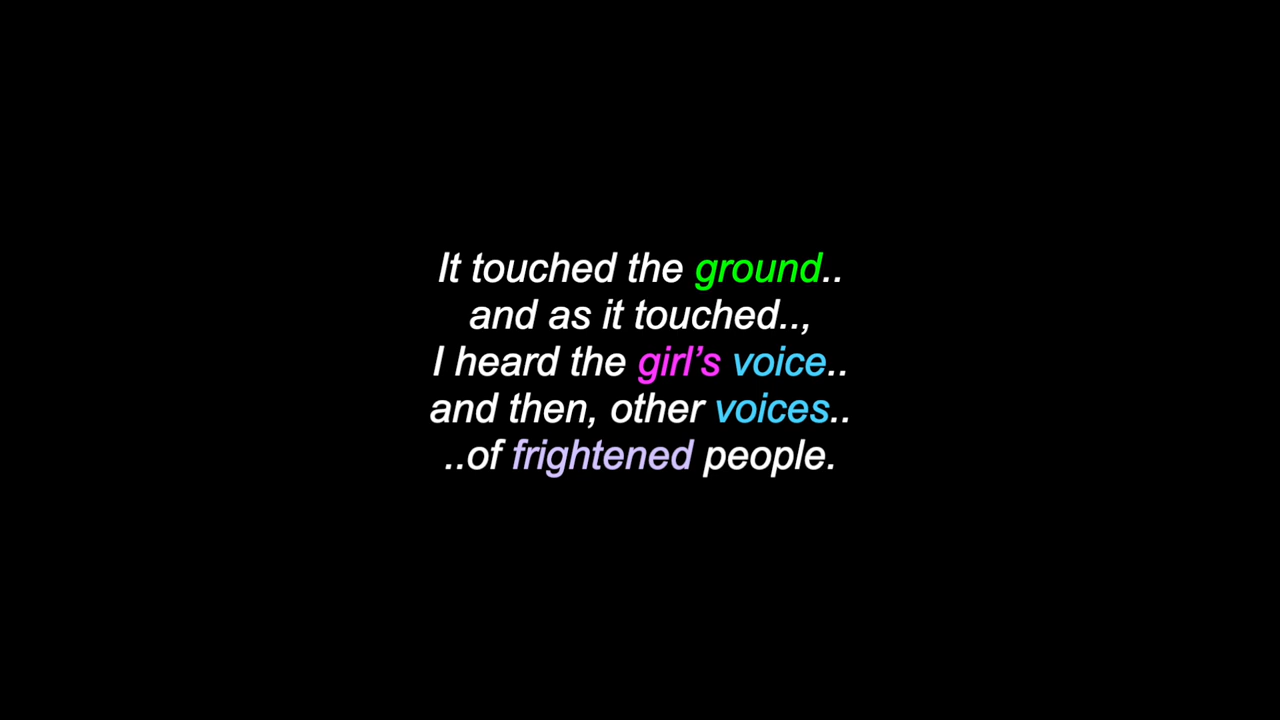 It touched the ground..
and as it touched..,
I heard the girl’s voice..
and then, other voices..
..of frightened people.